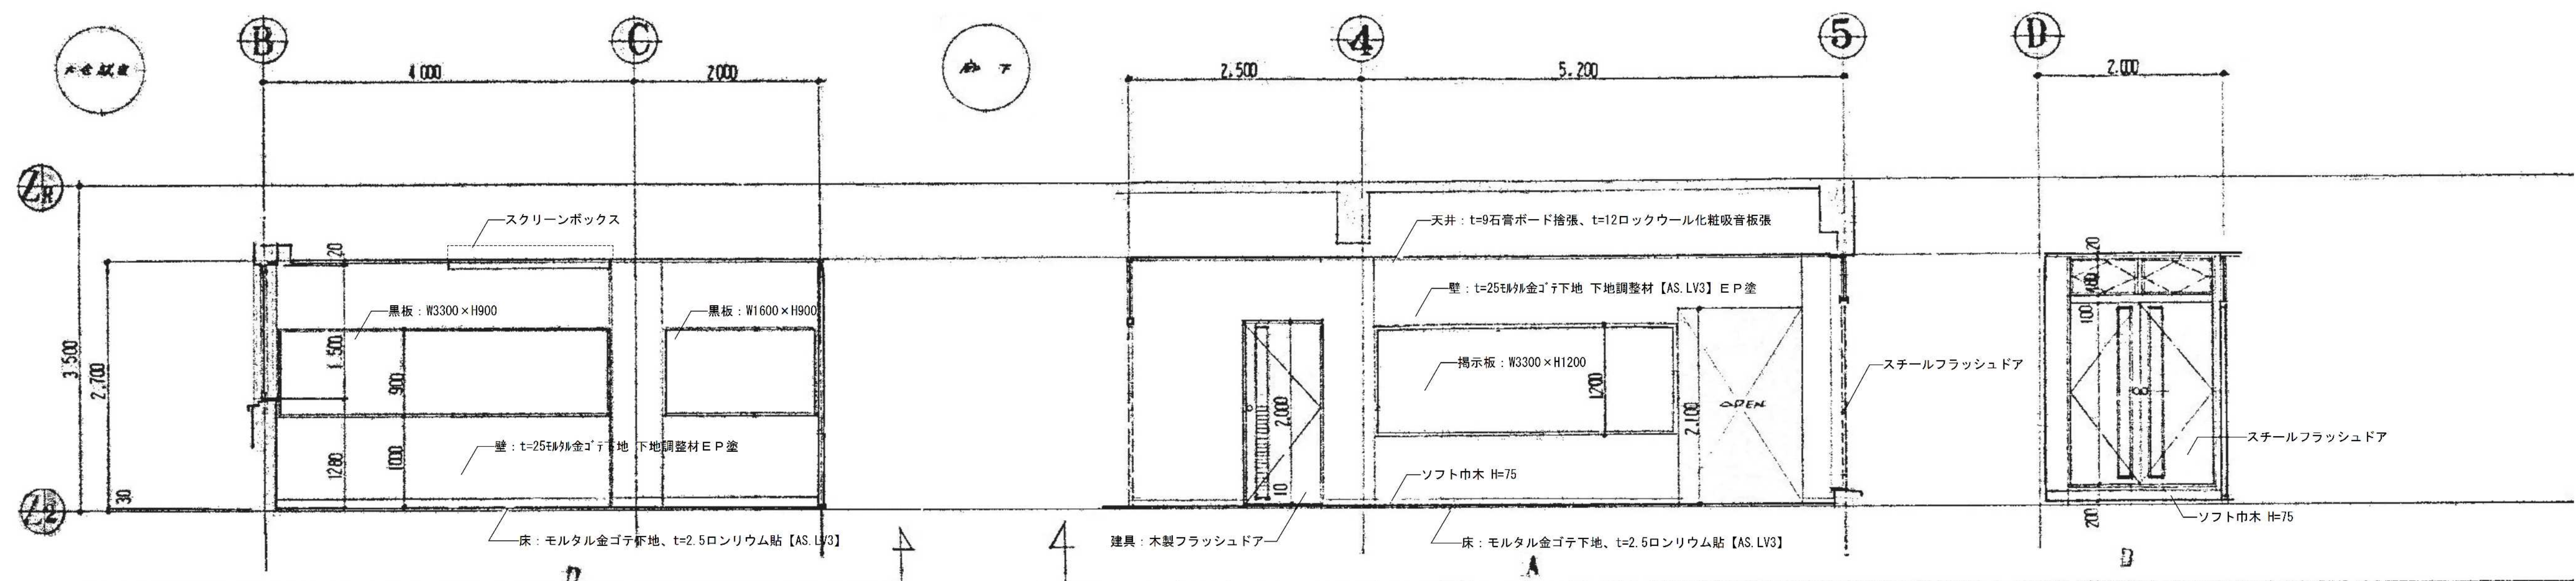 B
C
4 000
2 000
廊下
4
5
D
2.500
5.200
2.000
ZR
Z2
3.500
2.700
30
スクリーンボックス
20
黒板：W3300×H900
黒板：W1600×H900
1.500
900
1280
1000
壁：t=25ﾓﾙﾀﾙ金ｺﾞﾃ下地 下地調整材ＥＰ塗
床：モルタル金ゴテ下地、t=2.5ロンリウム貼【AS.LV3】
D
天井：t=9石膏ボード捨張、t=12ロックウール化粧吸音板張
壁：t=25ﾓﾙﾀﾙ金ｺﾞﾃ下地 下地調整材【AS.LV3】ＥＰ塗
掲示板：W3300×H1200
1200
2.000
10
2.100
OPEN
ソフト巾木 H=75
建具：木製フラッシュドア
床：モルタル金ゴテ下地、t=2.5ロンリウム貼【AS.LV3】
A
スチールフラッシュドア
20
100
スチールフラッシュドア
ソフト巾木 H=75
200
B